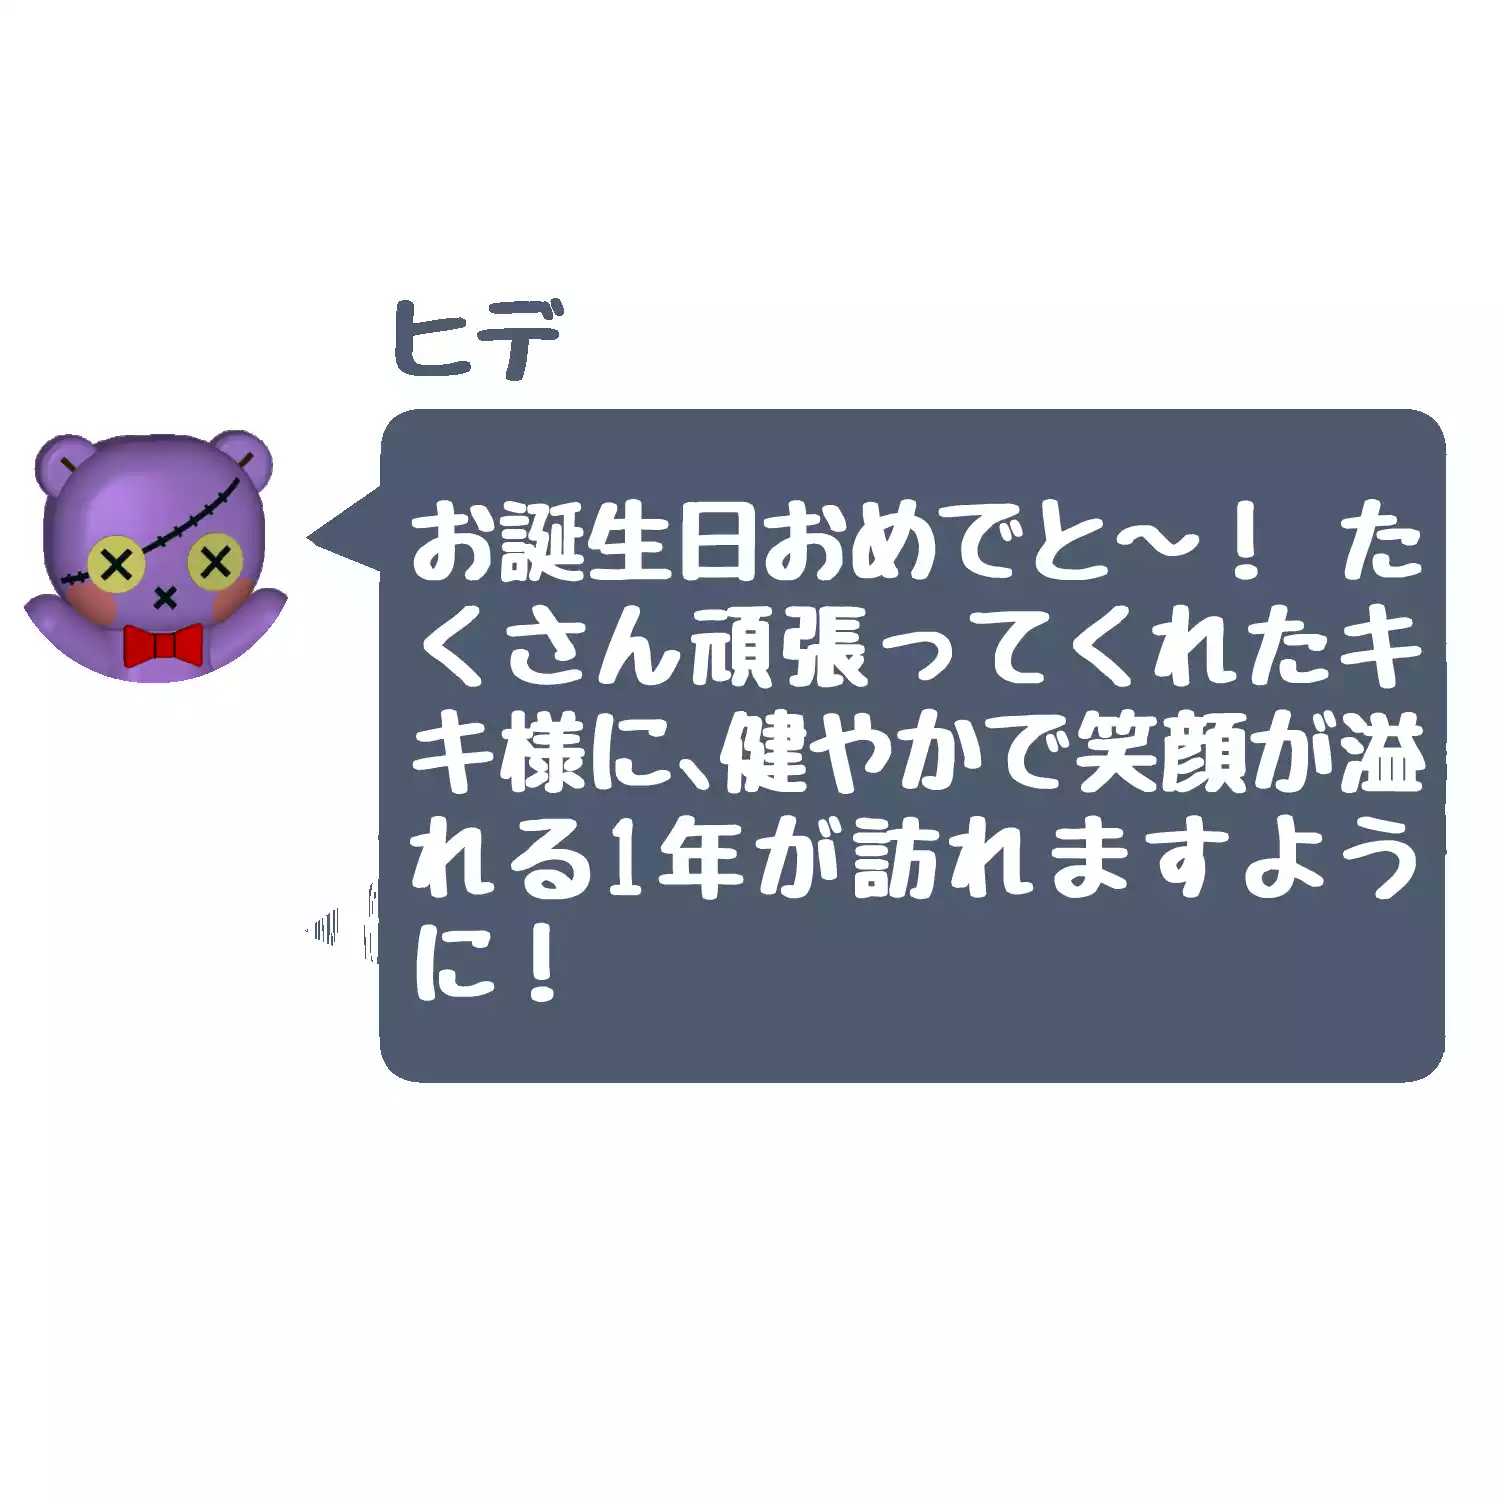 ヒデ
お誕生日おめでと～！　た
くさん頑張ってくれたキ
キ様に、健やかで笑顔が溢
れる1年が訪れますよう
に！